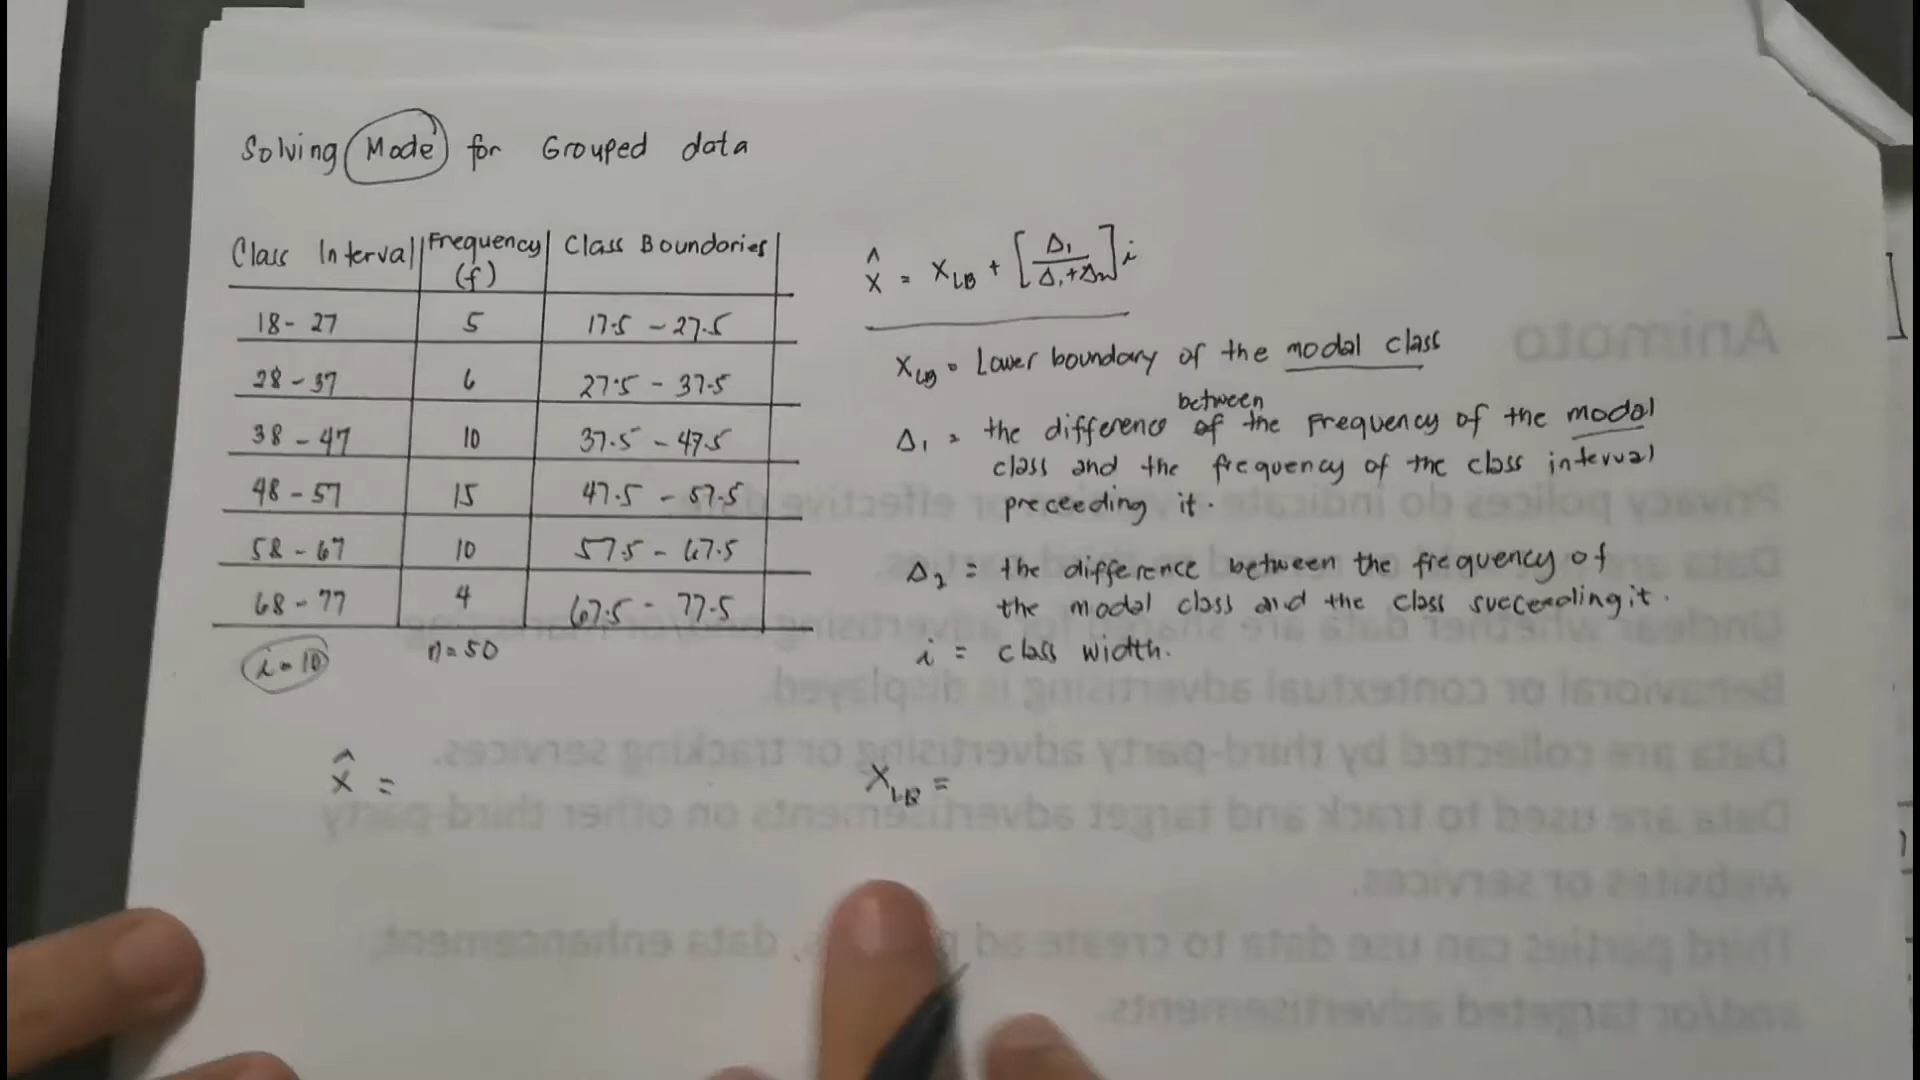 Solving Mode for Grouped data
Class Interval | Frequency (f) | Class Boundaries
18 - 27 | 5 | 17.5 - 27.5
28 - 37 | 6 | 27.5 - 37.5
38 - 47 | 10 | 37.5 - 47.5
48 - 57 | 15 | 47.5 - 57.5
58 - 67 | 10 | 57.5 - 67.5
68 - 77 | 4 | 67.5 - 77.5
i = 10 n = 50
x̂ = x_LB + [Δ₁ / (Δ₁ + Δ₂)] i
x_LB = Lower boundary of the modal class
between
Δ₁ = the difference of the Frequency of the modal
class and the frequency of the class interval
preceeding it.
Δ₂ = the difference between the frequency of
the modal class and the class succeeding it.
i = class width.
x̂ =
x_LB =
Animoto
Privacy polices do indicate
Data are
Unclear whether data are shared for advertising and/or marketing
Behavioral or contextual advertising is displayed.
Data are collected by third-party advertising or tracking services.
Data are used to track and target advertisements on other third-party
websites or services.
Third parties can use data to create ad data enhancement,
and/or targeted advertisements.